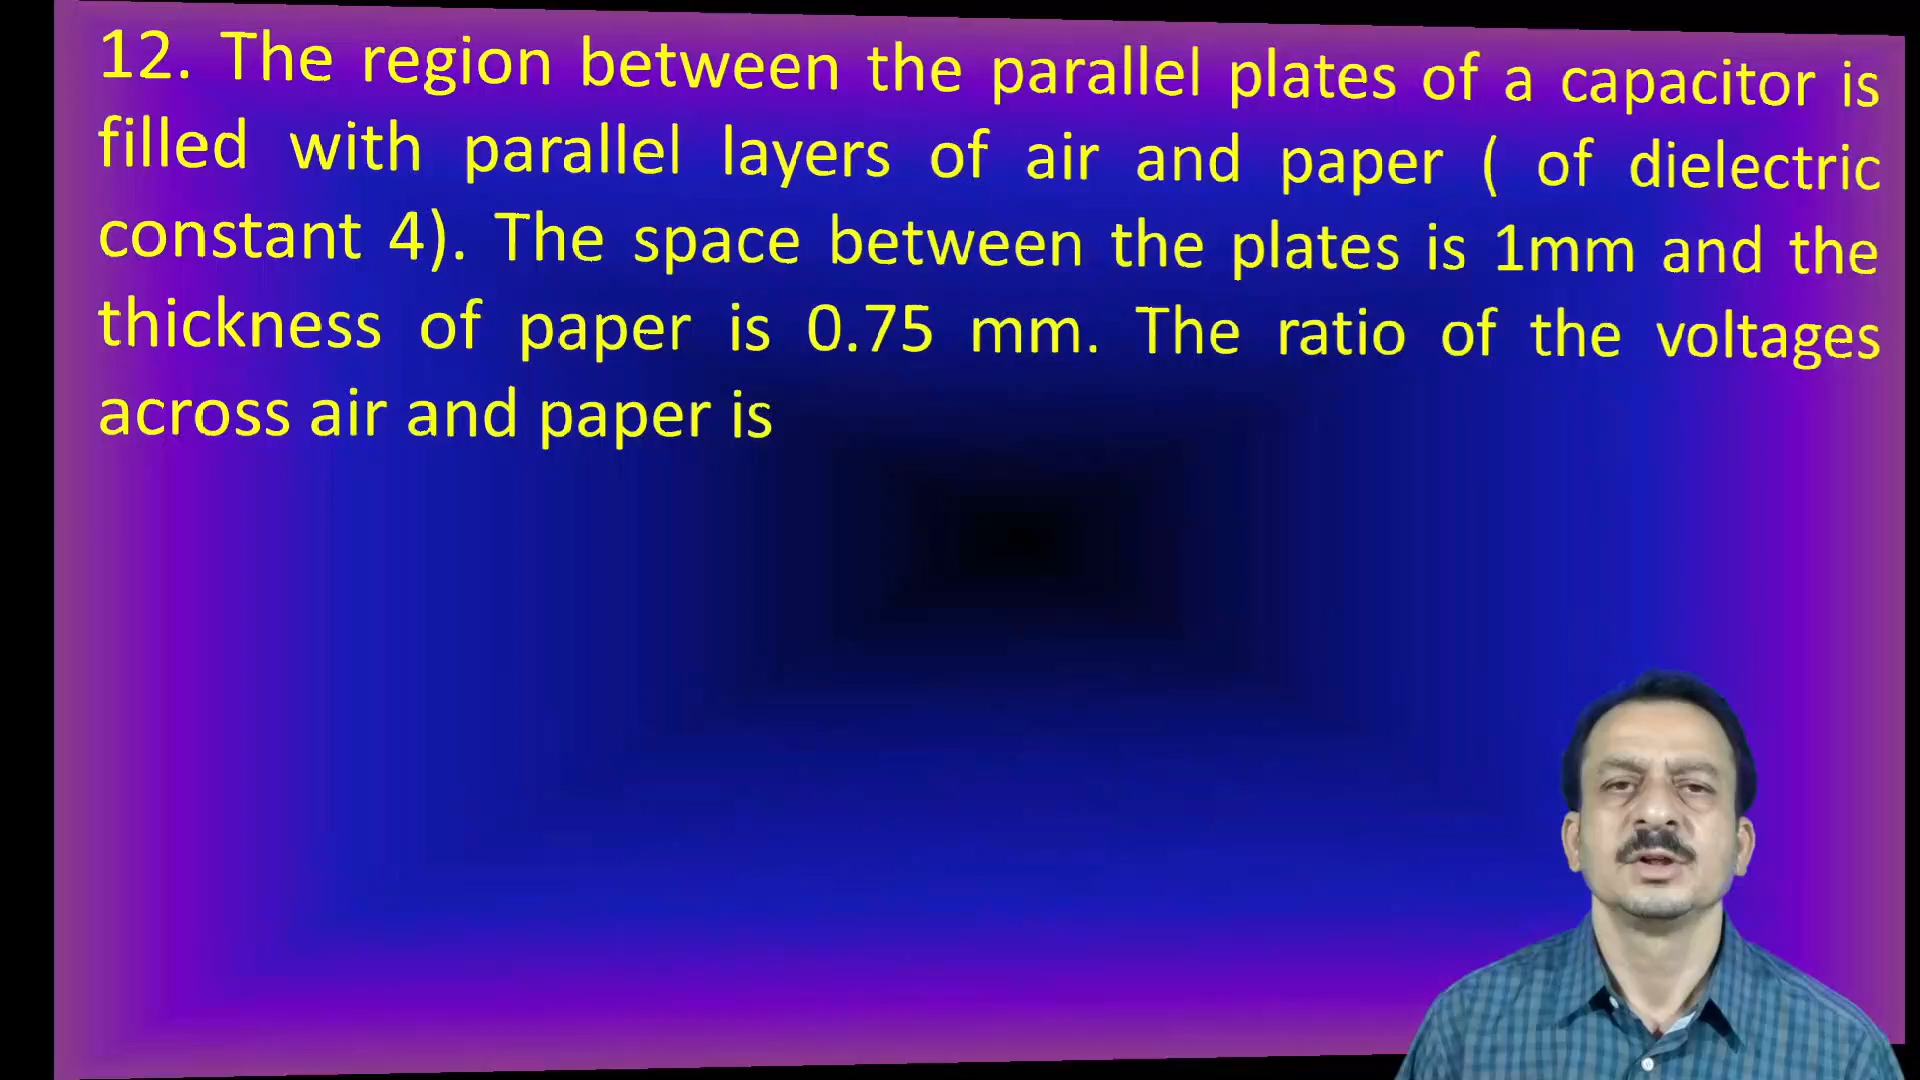 12. The region between the parallel plates of a capacitor is
filled with parallel layers of air and paper ( of dielectric
constant 4). The space between the plates is 1mm and the
thickness of paper is 0.75 mm. The ratio of the voltages
across air and paper is